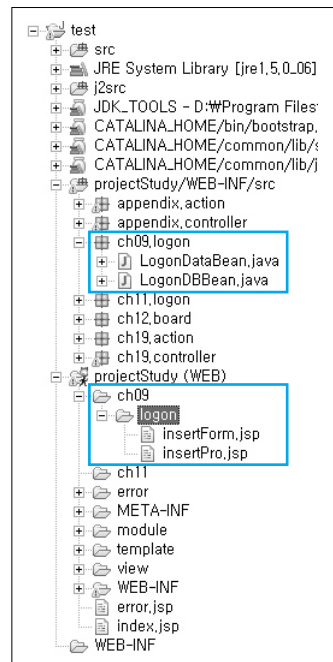 test
src
JRE System Library [jre1.5.0_06]
j2src
JDK_TOOLS - D:₩Program Files
CATALINA_HOME/bin/bootstrap.
CATALINA_HOME/common/lib/s
CATALINA_HOME/common/lib/j
projectStudy/WEB-INF/src
appendix.action
appendix.controller
ch09.logon
LogonDataBean.java
LogonDBBean.java
ch11.logon
ch12.board
ch19.action
ch19.controller
projectStudy (WEB)
ch09
logon
insertForm.jsp
insertPro.jsp
ch11
error
META-INF
module
template
view
WEB-INF
error.jsp
index.jsp
WEB-INF